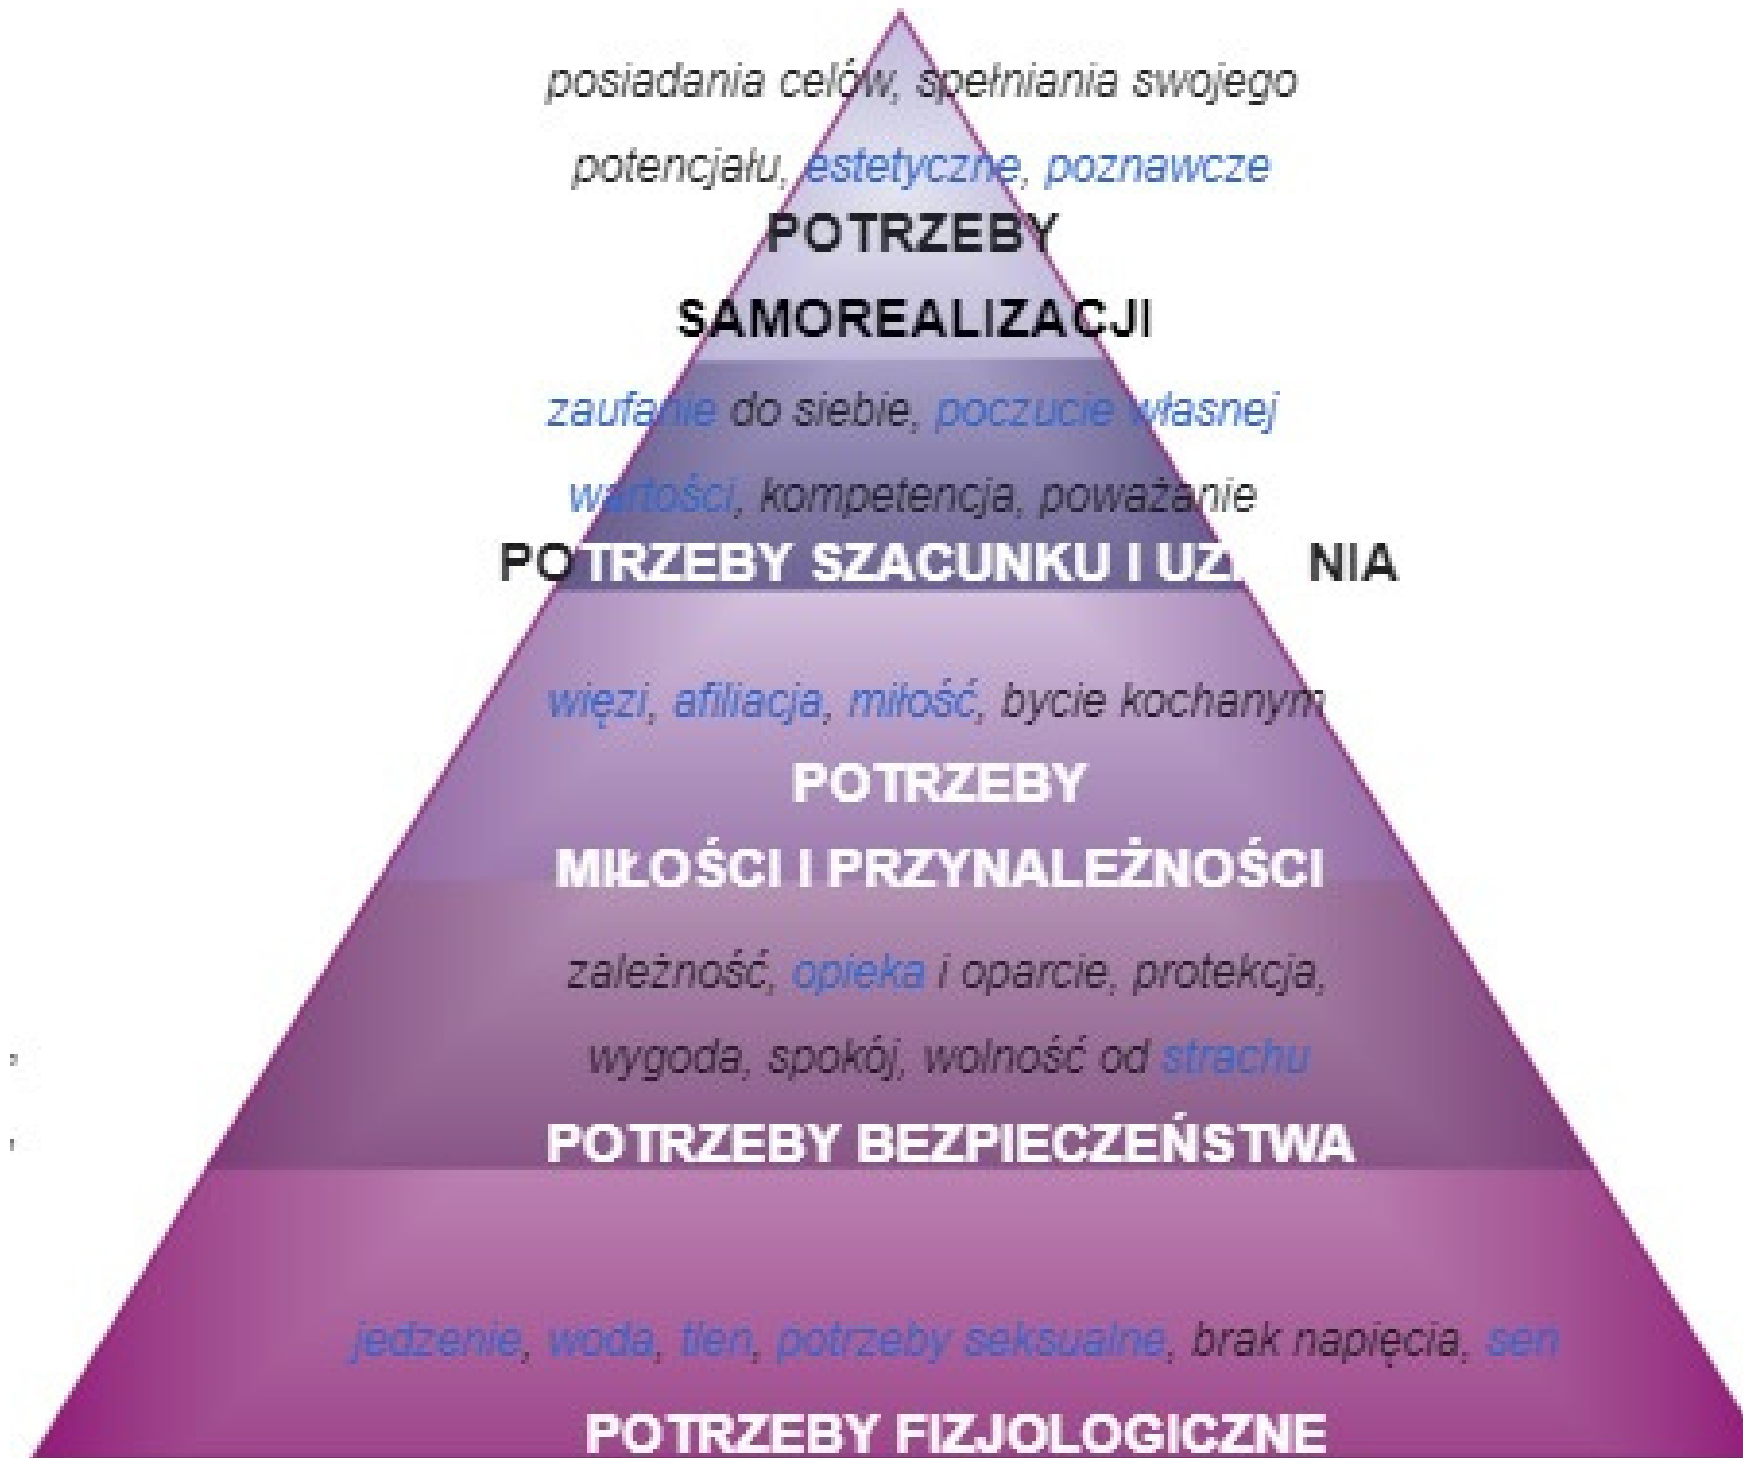 posiadania celów, spełniania swojego
potencjału, estetyczne, poznawcze
POTRZEBY
SAMOREALIZACJI
zaufanie do siebie, poczucie własnej
wartości, kompetencja, poważanie
POTRZEBY SZACUNKU I UZ NIA
więzi, afiliacja, miłość, bycie kochanym
POTRZEBY
MIŁOŚCI I PRZYNALEŻNOŚCI
zależność, opieka i oparcie, protekcja,
wygoda, spokój, wolność od strachu
POTRZEBY BEZPIECZEŃSTWA
jedzenie, woda, tlen, potrzeby seksualne, brak napięcia, sen
POTRZEBY FIZJOLOGICZNE